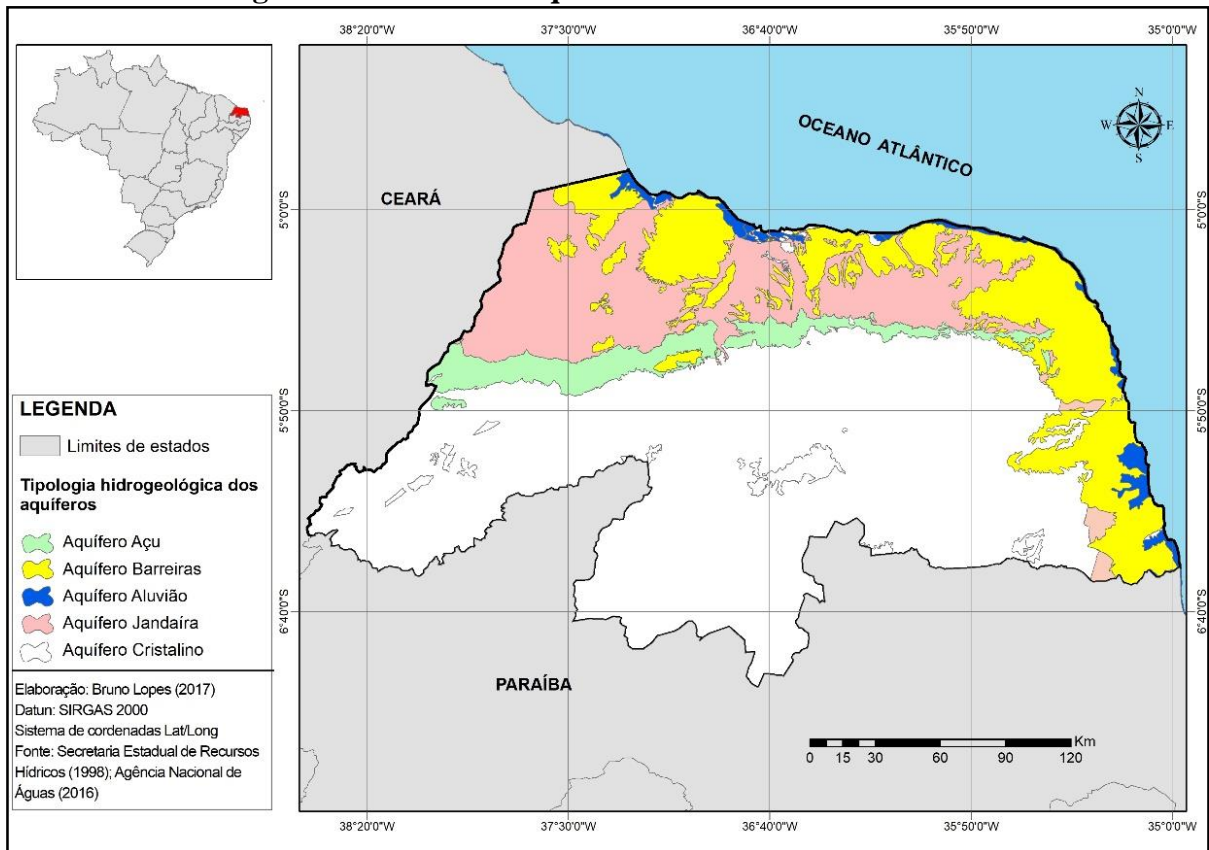 38°20'0"W 37°30'0"W 36°40'0"W 35°50'0"W 35°0'0"W
N
W E
S
OCEANO ATLÂNTICO
CEARÁ
5°0'0"S 5°0'0"S
5°50'0"S 5°50'0"S
6°40'0"S 6°40'0"S
PARAÍBA
Km
0 15 30 60 90 120
38°20'0"W 37°30'0"W 36°40'0"W 35°50'0"W 35°0'0"W
LEGENDA
Limites de estados
Tipologia hidrogeológica dos
aquíferos
Aquífero Açu
Aquífero Barreiras
Aquífero Aluvião
Aquífero Jandaíra
Aquífero Cristalino
Elaboração: Bruno Lopes (2017)
Datun: SIRGAS 2000
Sistema de cordenadas Lat/Long
Fonte: Secretaria Estadual de Recursos
Hídricos (1998); Agência Nacional de
Águas (2016)